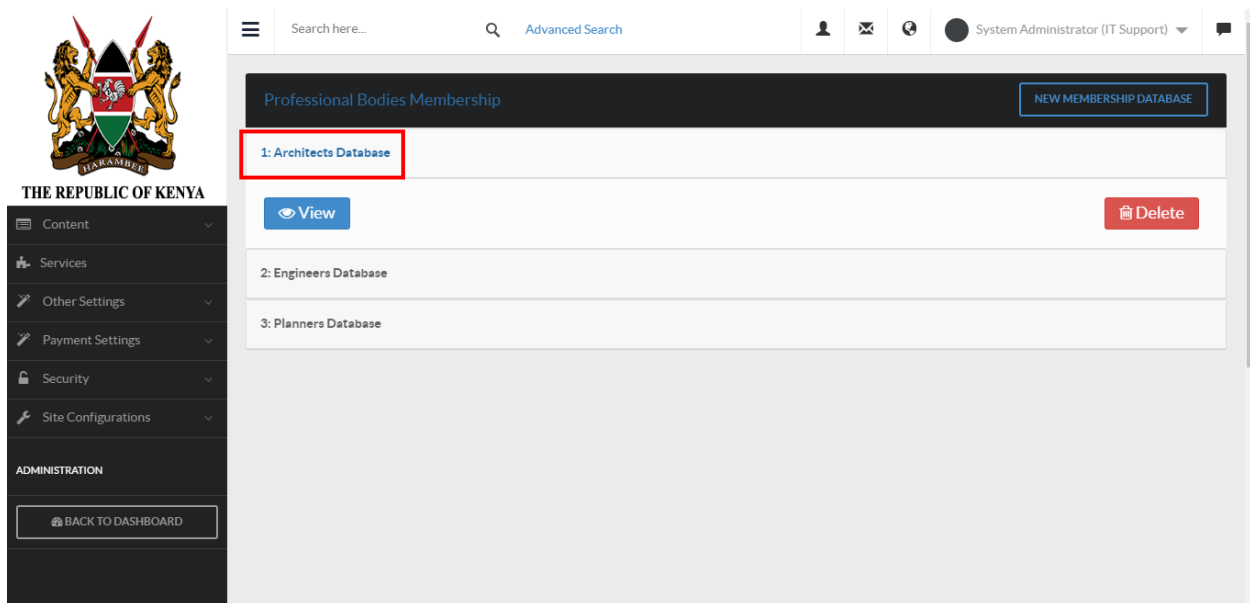 HARAMBEE
THE REPUBLIC OF KENYA
Content
Services
Other Settings
Payment Settings
Security
Site Configurations
ADMINISTRATION
BACK TO DASHBOARD
Search here...
Advanced Search
System Administrator (IT Support)
Professional Bodies Membership
NEW MEMBERSHIP DATABASE
1: Architects Database
View
Delete
2: Engineers Database
3: Planners Database